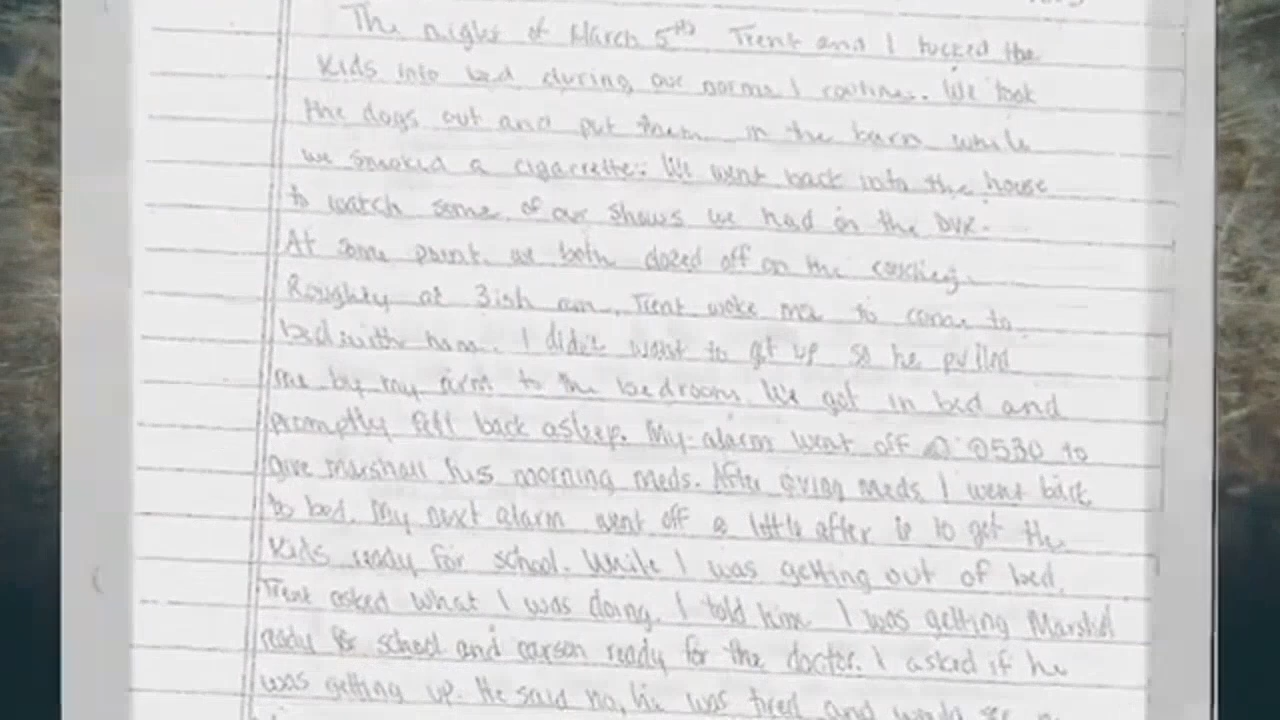 The night of March 5th Trent and I tucked the
kids into bed during our normal routines. We took
the dogs out and put them in the barn while
we smoked a cigarrette. We went back into the house
to watch some of our shows we had on the DVR.
At some point we both dozed off on the
Roughly at 3ish am, Trent woke me to come to
bed with him. I didn't want to get up so he pulled
me by my arm to the bedroom. We got in bed and
promptly fell back asleep. My alarm went off @ 0530 to
give Marshall his morning meds. After giving meds I went back
to bed. My next alarm went off a little after to get the
kids ready for school. While I was getting out of bed,
Trent asked what I was doing. I told him I was getting Marshall
ready for school and carson ready for the doctor. I asked if he
was getting up. He said no, he was tired and would